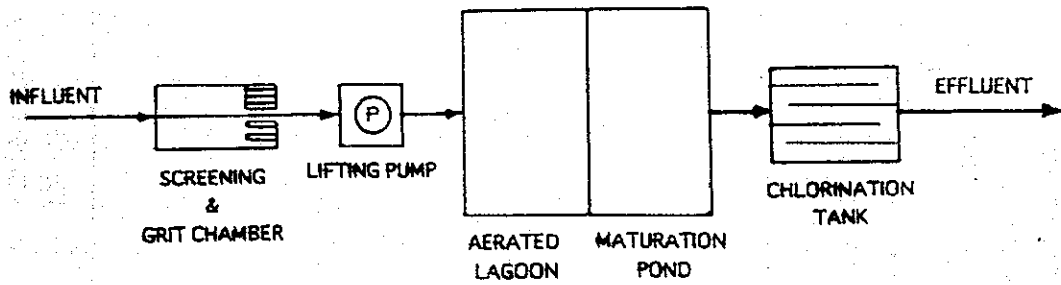 INFLUENT
SCREENING
&
GRIT CHAMBER
P
LIFTING PUMP
AERATED
LAGOON
MATURATION
POND
CHLORINATION
TANK
EFFLUENT